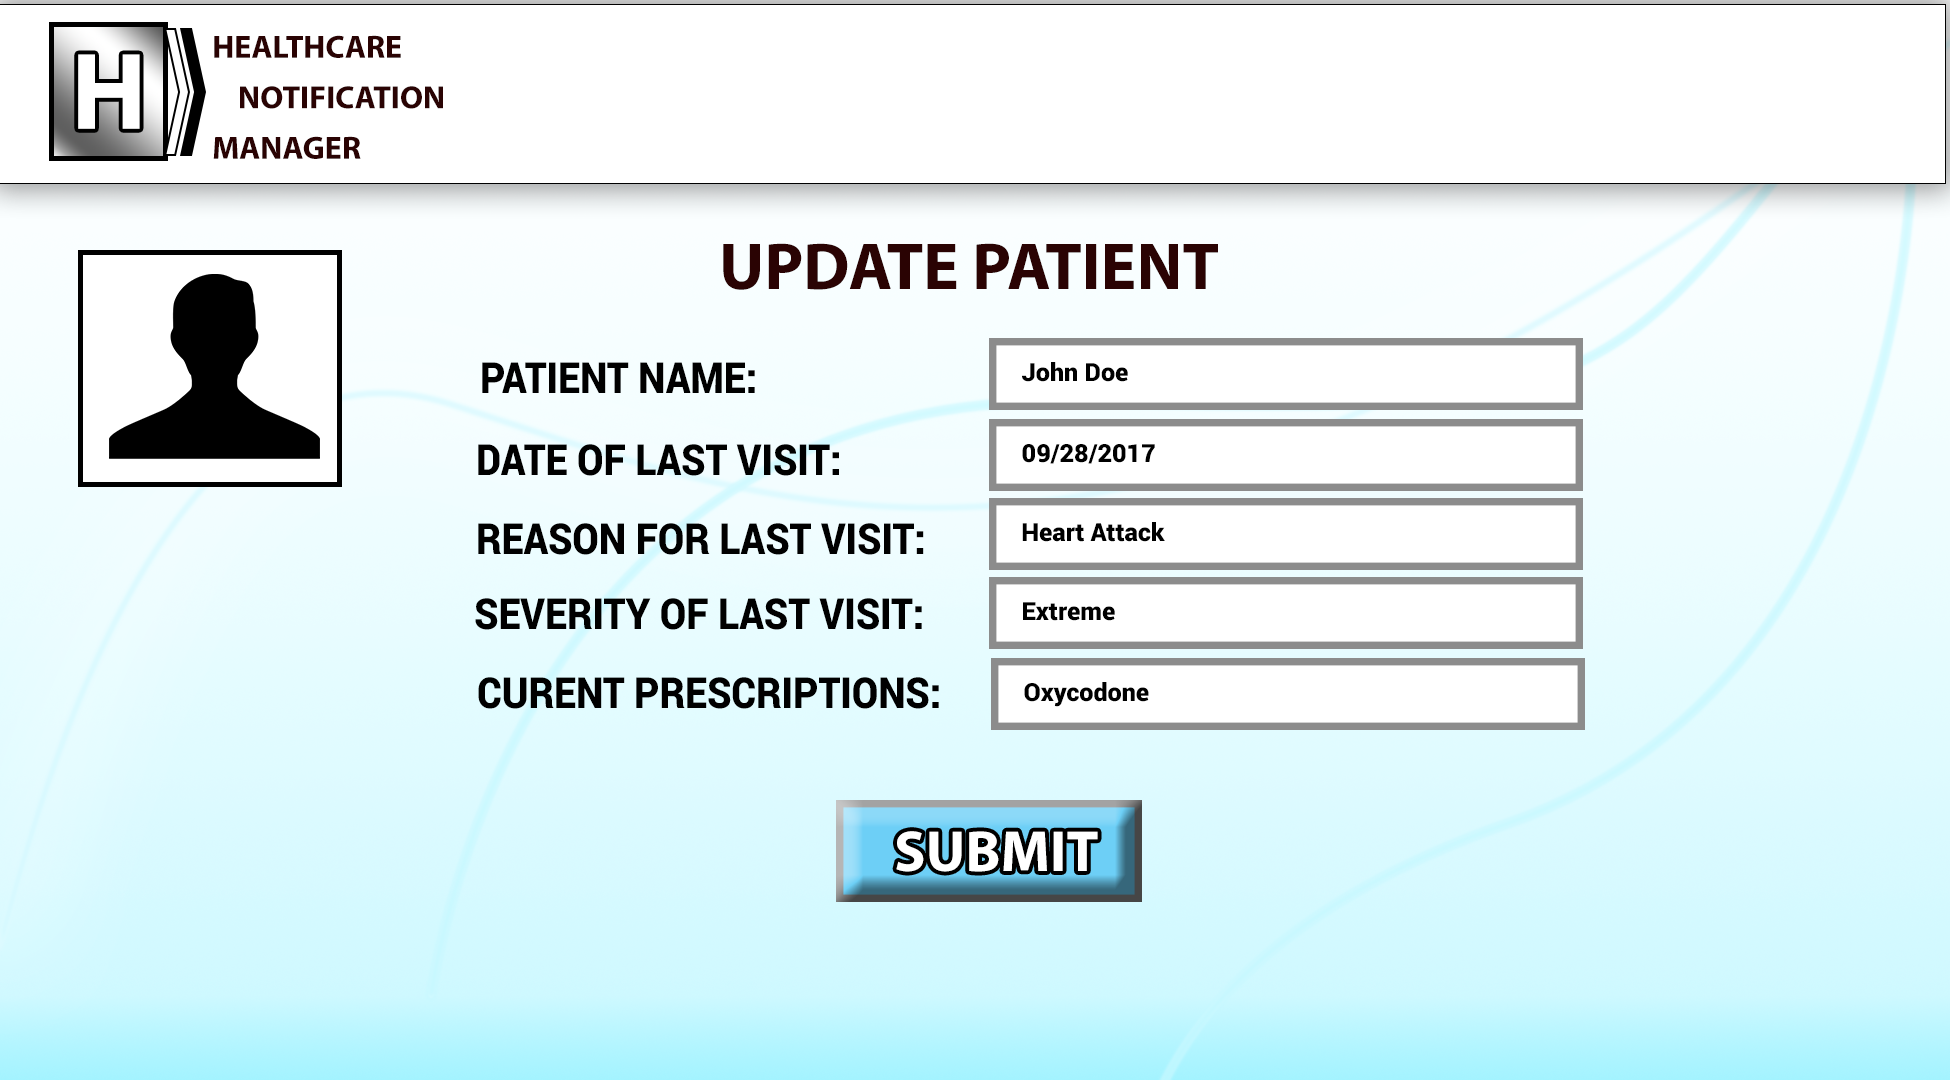 H
HEALTHCARE
NOTIFICATION
MANAGER
UPDATE PATIENT
PATIENT NAME: John Doe
DATE OF LAST VISIT: 09/28/2017
REASON FOR LAST VISIT: Heart Attack
SEVERITY OF LAST VISIT: Extreme
CURENT PRESCRIPTIONS: Oxycodone
SUBMIT